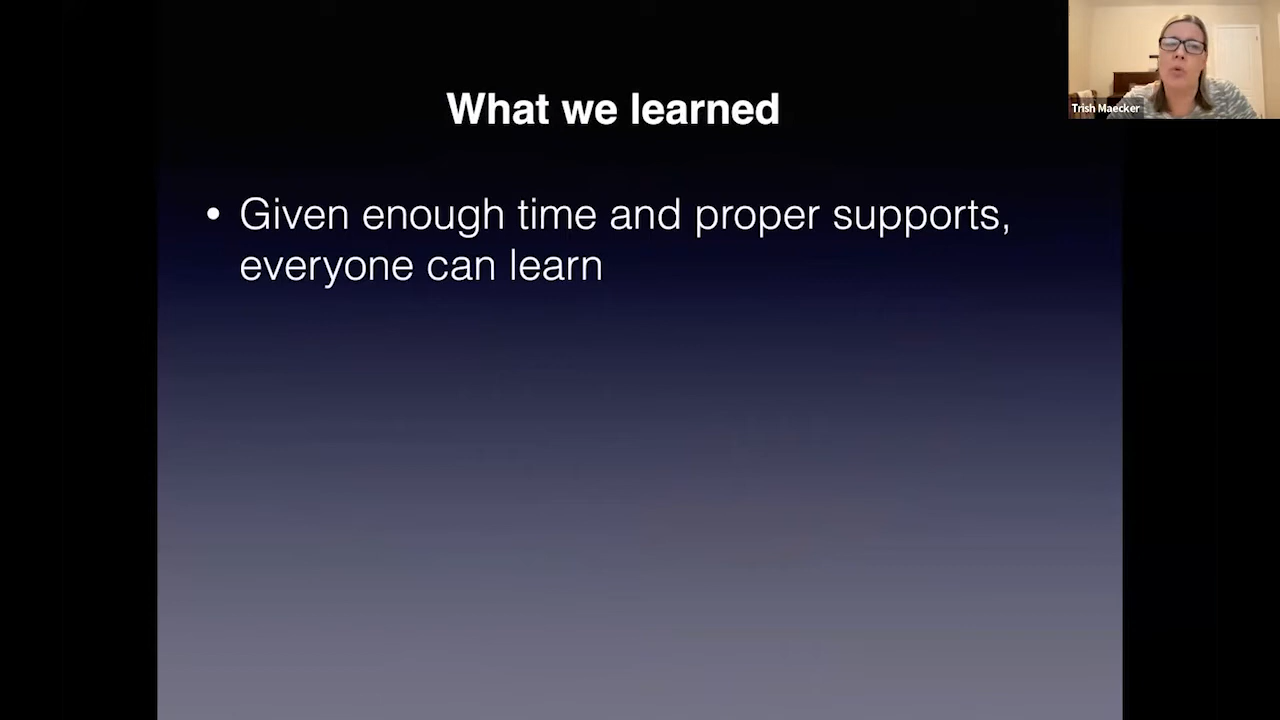 What we learned
Trish Maecker
• Given enough time and proper supports,
everyone can learn